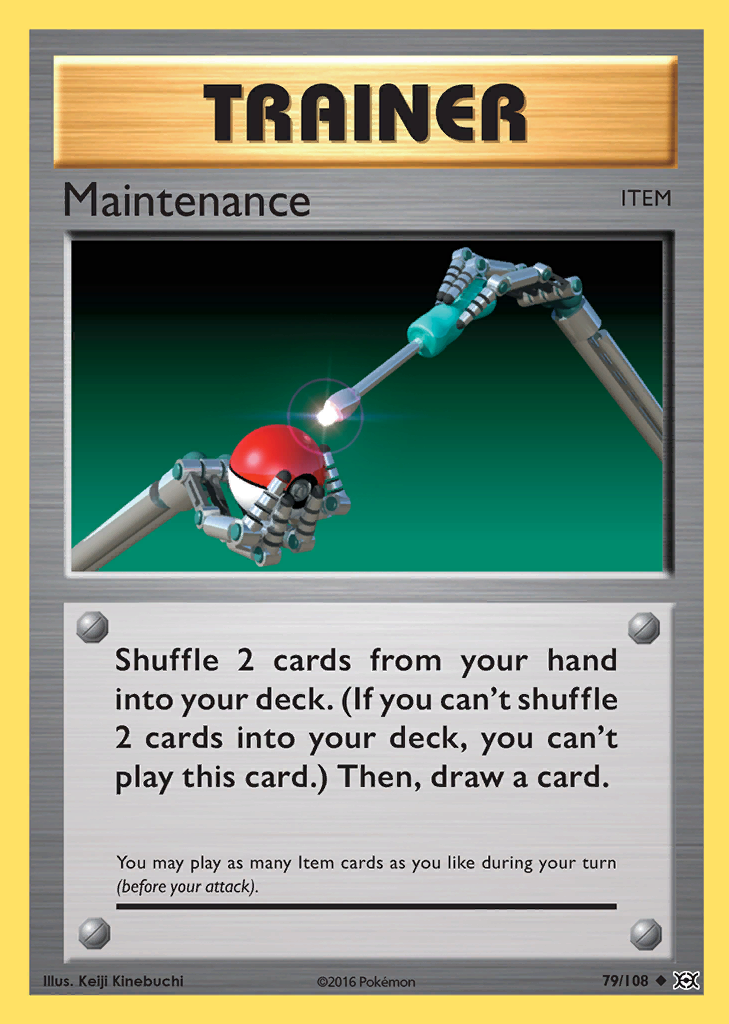 TRAINER
Maintenance
ITEM
Shuffle 2 cards from your hand
into your deck. (If you can't shuffle
2 cards into your deck, you can't
play this card.) Then, draw a card.
You may play as many Item cards as you like during your turn
(before your attack).
Illus. Keiji Kinebuchi
©2016 Pokémon
79/108